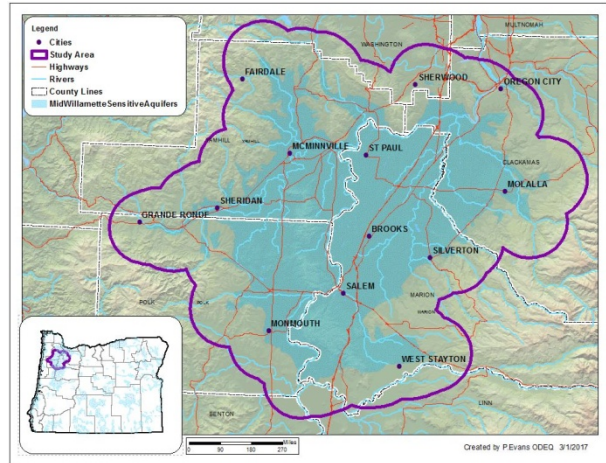 Legend
Cities
Study Area
Highways
Rivers
County Lines
MidWillametteSensitiveAquifers
WASHINGTON
MULTNOMAH
FAIRDALE
SHERWOOD
OREGON CITY
YAMHILL
MCMINNVILLE
ST PAUL
CLACKAMAS
MOLALLA
SHERIDAN
GRANDE RONDE
BROOKS
SILVERTON
SALEM
POLK
POLK
MARION
MARION
MONMOUTH
WEST STAYTON
BENTON
LINN
Miles
0 90 180 270
Created by P.Evans ODEQ 3/1/2017